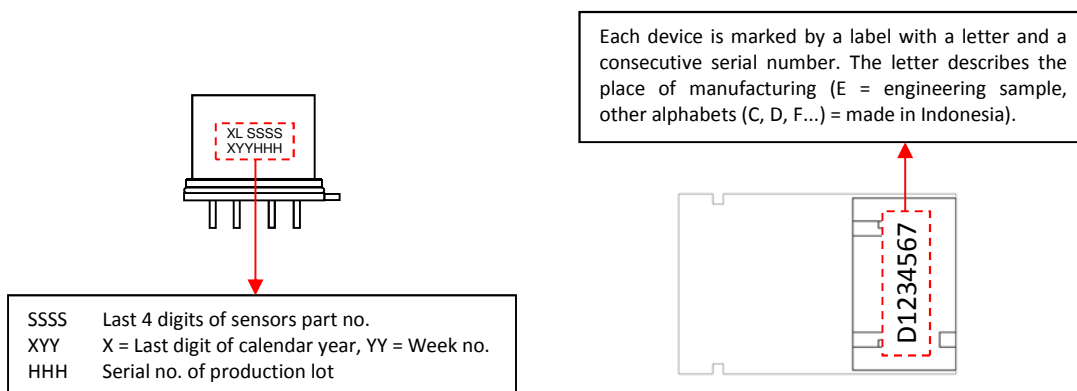 Each device is marked by a label with a letter and a
consecutive serial number. The letter describes the
place of manufacturing (E = engineering sample,
other alphabets (C, D, F...) = made in Indonesia).
XL SSSS
XYYHHH
D1234567
SSSS Last 4 digits of sensors part no.
XYY X = Last digit of calendar year, YY = Week no.
HHH Serial no. of production lot